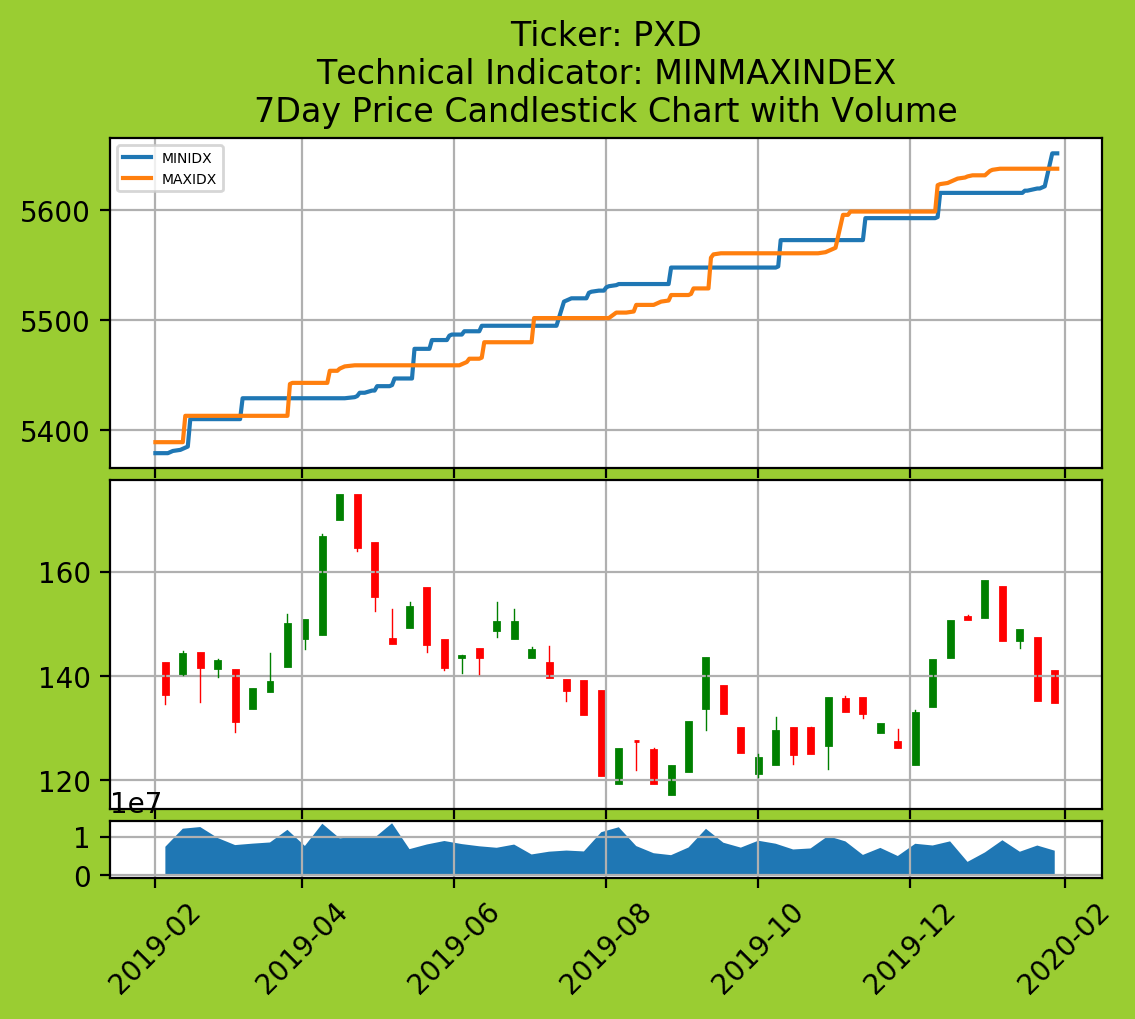 Ticker: PXD
Technical Indicator: MINMAXINDEX
7Day Price Candlestick Chart with Volume
MINIDX
MAXIDX
5600
5500
5400
160
140
120
1e7
1
0
2019-02
2019-04
2019-06
2019-08
2019-10
2019-12
2020-02